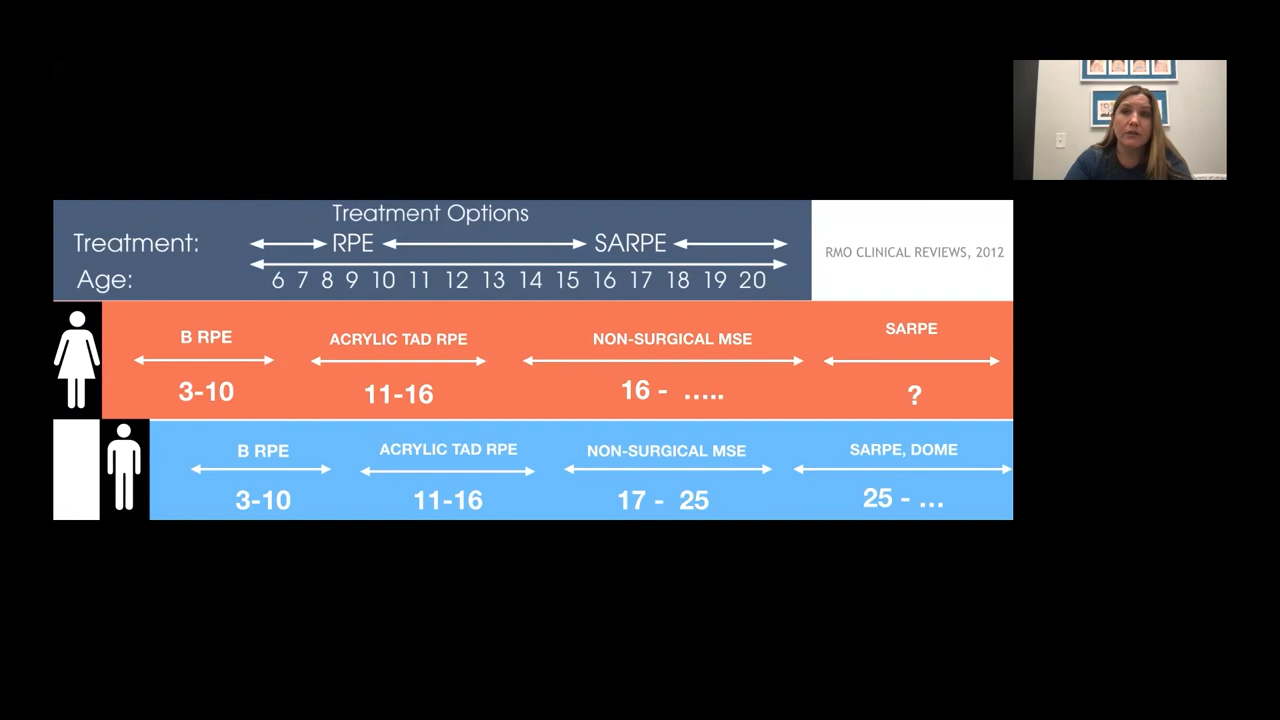 Treatment Options
Treatment: RPE SARPE
RMO CLINICAL REVIEWS, 2012
Age: 6 7 8 9 10 11 12 13 14 15 16 17 18 19 20
B RPE ACRYLIC TAD RPE NON-SURGICAL MSE SARPE
3-10 11-16 16 - ..... ?
B RPE ACRYLIC TAD RPE NON-SURGICAL MSE SARPE, DOME
3-10 11-16 17 - 25 25 - ...